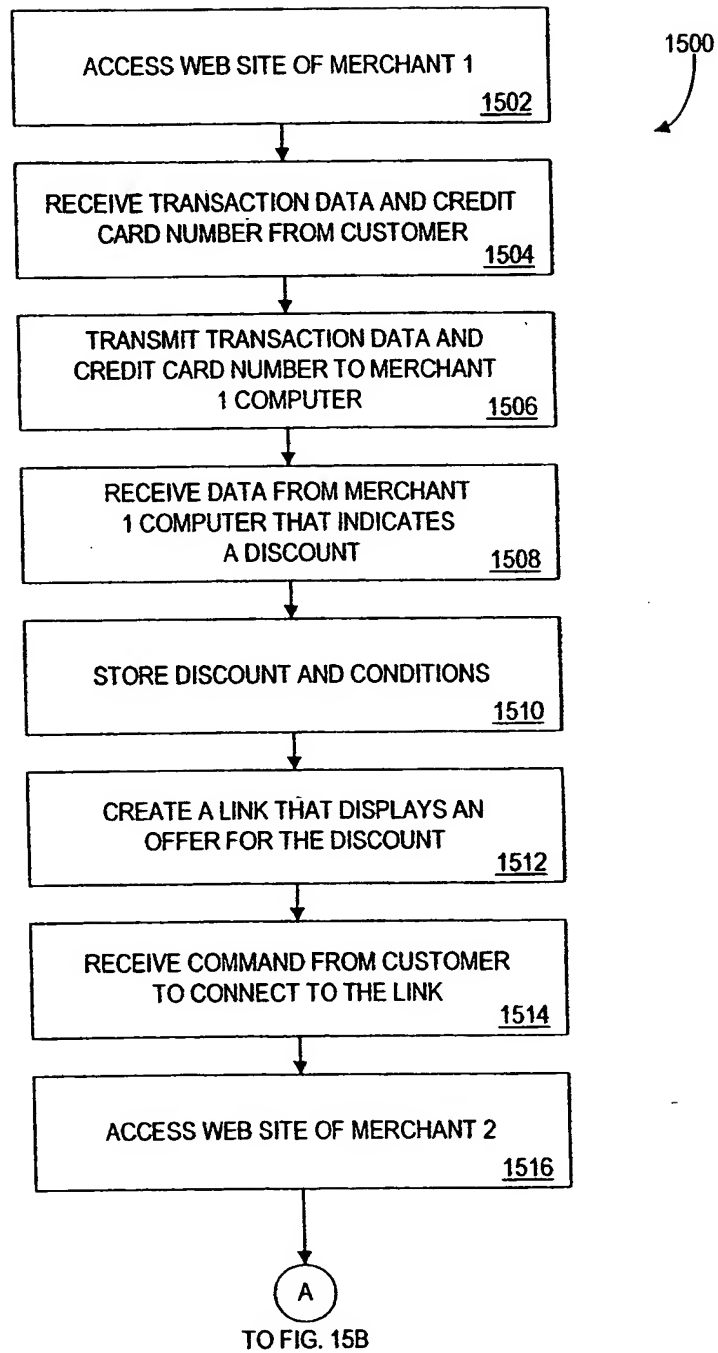 1500
ACCESS WEB SITE OF MERCHANT 1
1502
RECEIVE TRANSACTION DATA AND CREDIT
CARD NUMBER FROM CUSTOMER
1504
TRANSMIT TRANSACTION DATA AND
CREDIT CARD NUMBER TO MERCHANT
1 COMPUTER
1506
RECEIVE DATA FROM MERCHANT
1 COMPUTER THAT INDICATES
A DISCOUNT
1508
STORE DISCOUNT AND CONDITIONS
1510
CREATE A LINK THAT DISPLAYS AN
OFFER FOR THE DISCOUNT
1512
RECEIVE COMMAND FROM CUSTOMER
TO CONNECT TO THE LINK
1514
ACCESS WEB SITE OF MERCHANT 2
1516
A
TO FIG. 15B